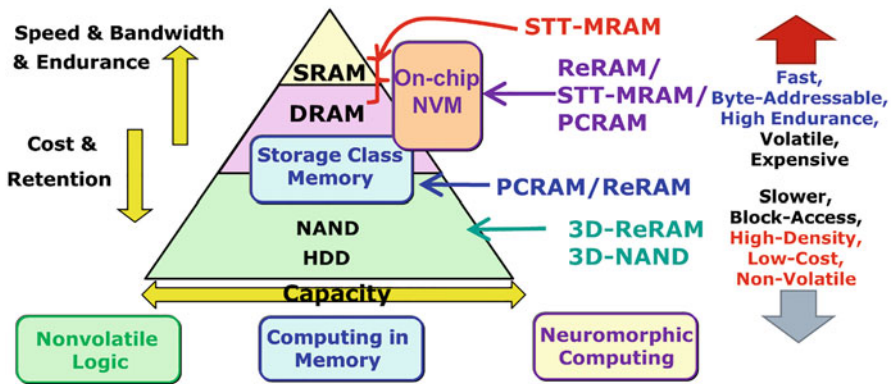 Speed & Bandwidth
& Endurance
Cost &
Retention
SRAM
DRAM
On-chip
NVM
Storage Class
Memory
NAND
HDD
Capacity
STT-MRAM
ReRAM/
STT-MRAM/
PCRAM
PCRAM/ReRAM
3D-ReRAM
3D-NAND
Fast,
Byte-Addressable,
High Endurance,
Volatile,
Expensive
Slower,
Block-Access,
High-Density,
Low-Cost,
Non-Volatile
Nonvolatile
Logic
Computing in
Memory
Neuromorphic
Computing